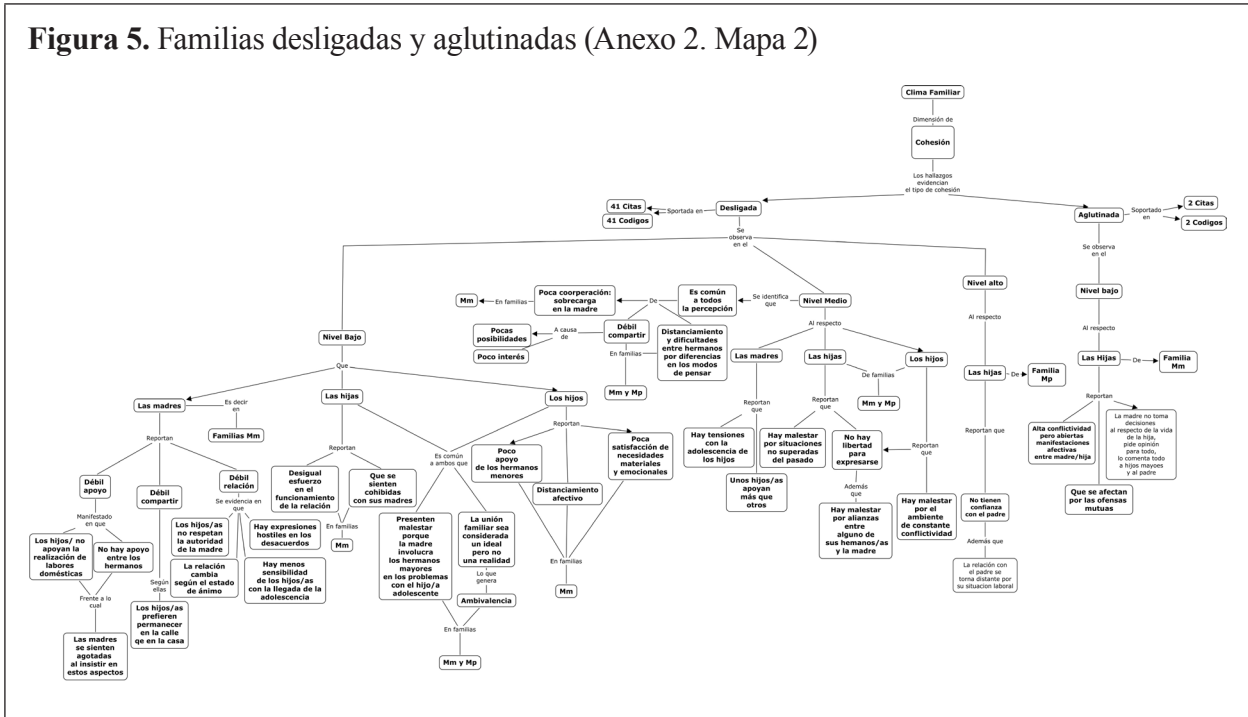 Figura 5. Familias desligadas y aglutinadas (Anexo 2. Mapa 2)
Clima Familiar
Dimensión de
Cohesión
Los hallazgos
evidencian
el tipo de cohesión
41 Citas
41 Codigos
Sportada en
Desligada
Se
observa
en el
Aglutinada
Soportado
en
2 Citas
2 Codigos
Se observa
en el
Nivel Bajo
Que
Las madres
Es decir
en
Familias Mm
Reportan
Débil
apoyo
Manifestado
en que
Los hijos/ no
apoyan la
realización de
labores
domésticas
No hay apoyo
entre los
hermanos
Frente a lo
cual
Las madres
se sienten
agotadas
al insistir en
estos aspectos
Débil
compartir
Según
ellas
Los hijos/as
prefieren
permanecer
en la calle
qe en la casa
Débil
relación
Se evidencia en
que
Los hijos/as
no respetan
la autoridad
de la madre
La relación
cambia
según el estado
de ánimo
Hay expresiones
hostiles en los
desacuerdos
Hay menos
sensibilidad
de los hijos/as
con la llegada de la
adolescencia
Las hijas
Reportan
Desigual
esfuerzo
en el
funcionamiento
de la relación
Que se
sienten
cohibidas
con sus madres
En familias
Mm
Es común
a ambos que
Presenten
malestar
porque
la madre
involucra
los hermanos
mayores
en los problemas
con el hijo/a
adolescente
La unión
familiar sea
considerada
un ideal
pero no
una realidad
Lo que
genera
Ambivalencia
En familias
Mm y Mp
Los hijos
Reportan
Poco
apoyo
de los hermanos
menores
Distanciamiento
afectivo
Poca
satisfacción de
necesidades
materiales
y emocionales
En familias
Mm
Nivel Medio
Se identifica
que
Es común
a todos
la percepción
De
Poca cooperación:
sobrecarga
en la madre
En familias
Mm
Débil
compartir
A causa
de
Pocas
posibilidades
Poco interés
En familias
Mm y Mp
Distanciamiento
y dificultades
entre hermanos
por diferencias
en los modos
de pensar
Al respecto
Las madres
Reportan
que
Hay tensiones
con la
adolescencia de
los hijos
Unos hijos/as
apoyan
más que
otros
Las hijas
De familias
Mm y Mp
Reportan
que
Hay malestar
por situaciones
no superadas
del pasado
No hay
libertad
para
expresarse
Además
que
Hay malestar
por alianzas
entre
alguno de
sus hemanos/as
y la madre
Los hijos
Reportan
que
Hay malestar
por el
ambiente
de constante
conflictividad
Nivel alto
Al respecto
Las hijas
De
Familia
Mp
Reportan que
No tienen
confianza
con el padre
Además que
La relación con
el padre se
torna distante por
su situacion laboral
Nivel bajo
Al respecto
Las Hijas
De
Familia
Mm
Reportan
Alta conflictividad
pero abiertas
manifestaciones
afectivas
entre madre/hija
Que se afectan
por las ofensas
mutuas
La madre no toma
decisiones
al respecto de la vida
de la hija,
pide opinión
para todo,
lo comenta todo
a hijos mayoes
y al padre